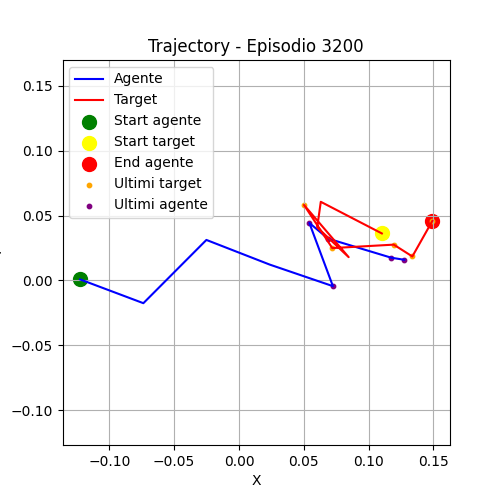 Trajectory - Episodio 3200
0.15
0.10
0.05
0.00
−0.05
−0.10
Agente
Target
Start agente
Start target
End agente
Ultimi target
Ultimi agente
−0.10
−0.05
0.00
0.05
0.10
0.15
X